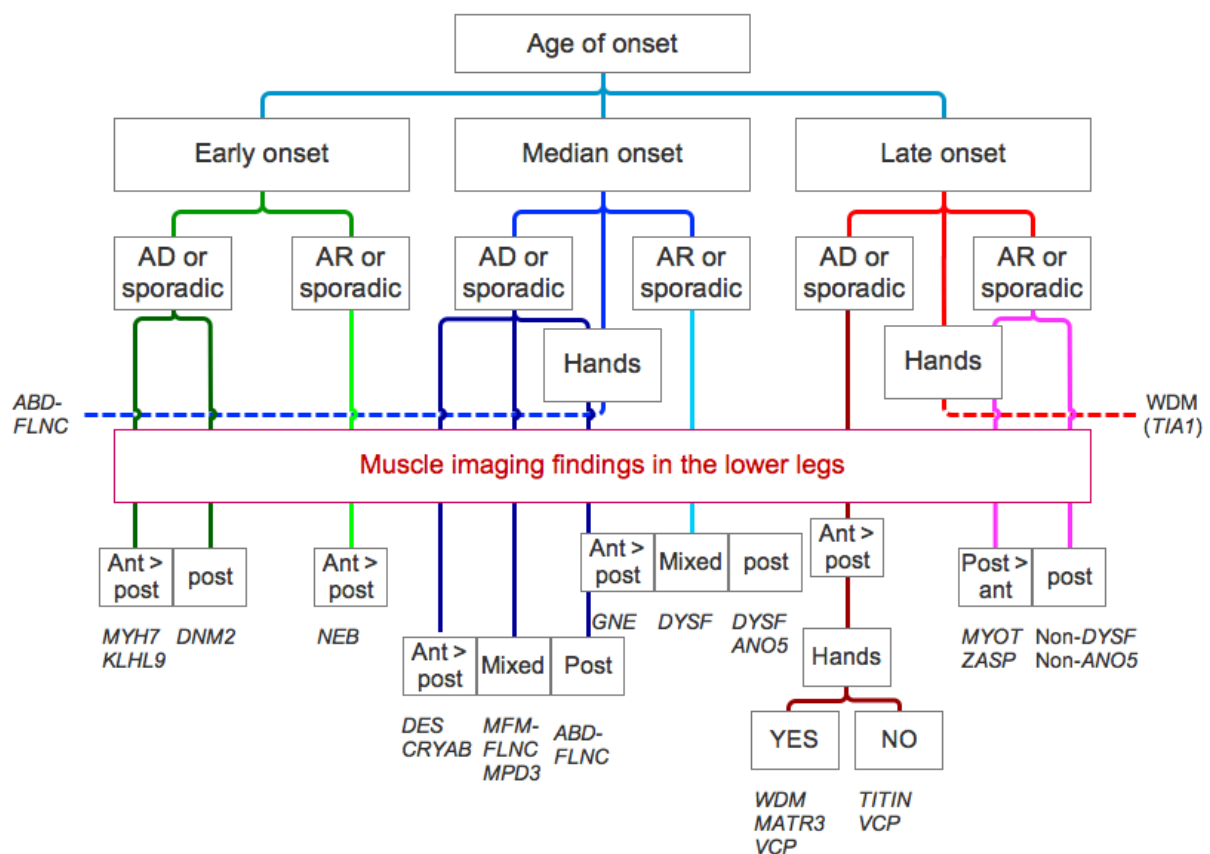 Age of onset
Early onset
Median onset
Late onset
AD or
sporadic
AR or
sporadic
AD or
sporadic
AR or
sporadic
AD or
sporadic
AR or
sporadic
Hands
Hands
ABD-
FLNC
WDM
(TIA1)
Muscle imaging findings in the lower legs
Ant >
post
post
Ant >
post
Ant >
post
Mixed
post
Ant >
post
Post >
ant
post
MYH7
KLHL9
DNM2
NEB
GNE
DYSF
DYSF
ANO5
MYOT
ZASP
Non-DYSF
Non-ANO5
Ant >
post
Mixed
Post
Hands
DES
CRYAB
MFM-
FLNC
MPD3
ABD-
FLNC
YES
NO
WDM
MATR3
VCP
TITIN
VCP